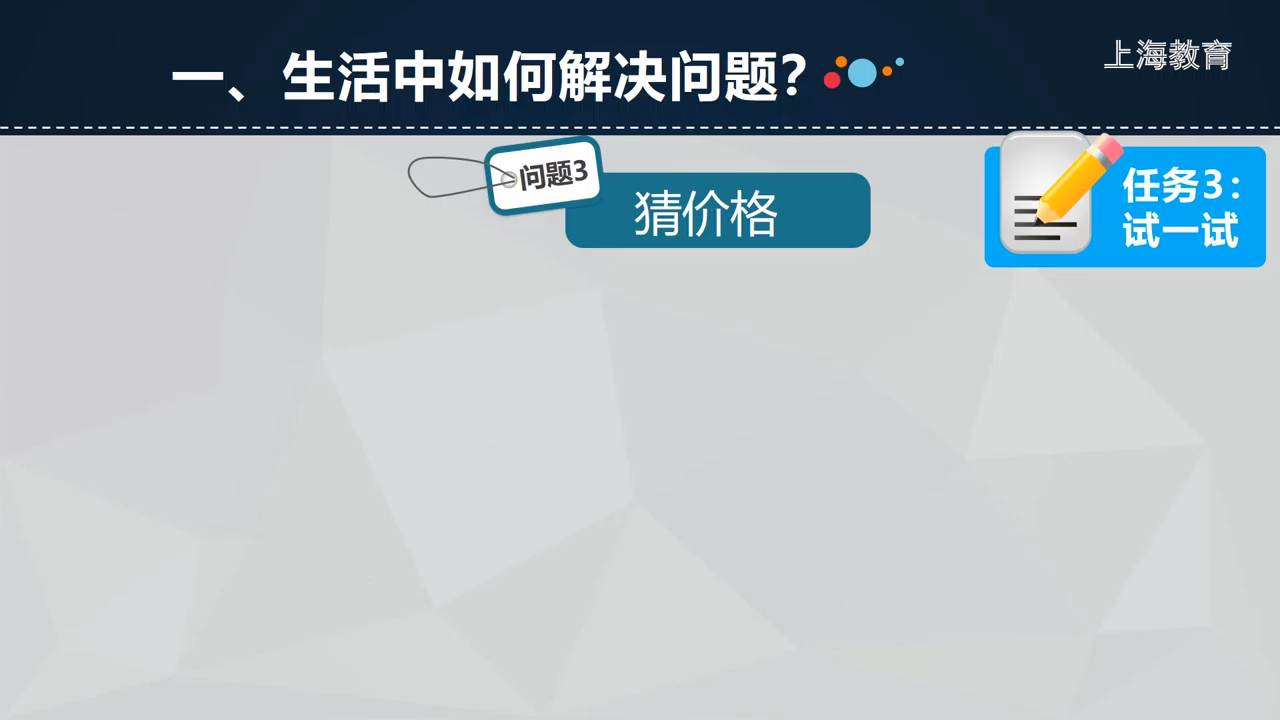 一、生活中如何解决问题？
上海教育
问题3
猜价格
任务3：
试一试